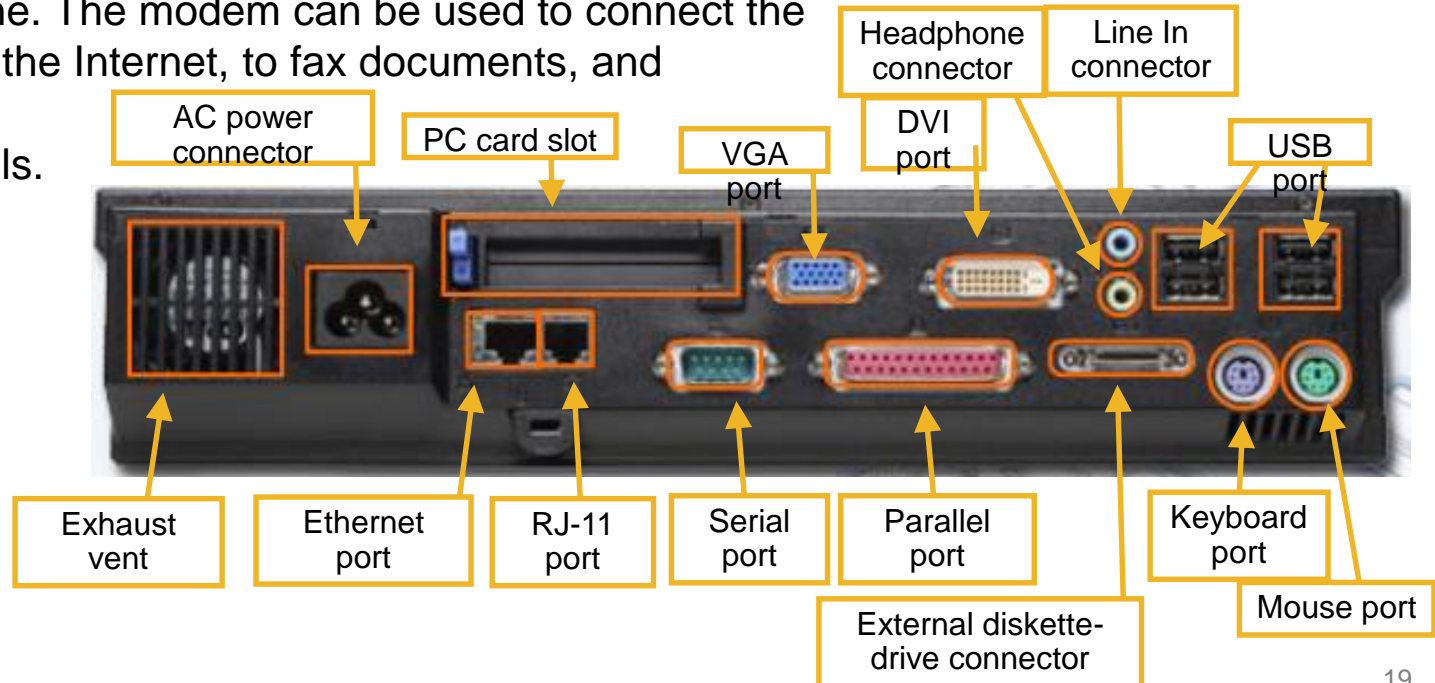 ne. The modem can be used to connect the
the Internet, to fax documents, and
ls.
Headphone
connector
Line In
connector
AC power
connector
PC card slot
VGA
port
DVI
port
USB
port
Exhaust
vent
Ethernet
port
RJ-11
port
Serial
port
Parallel
port
Keyboard
port
Mouse port
External diskette-
drive connector
19